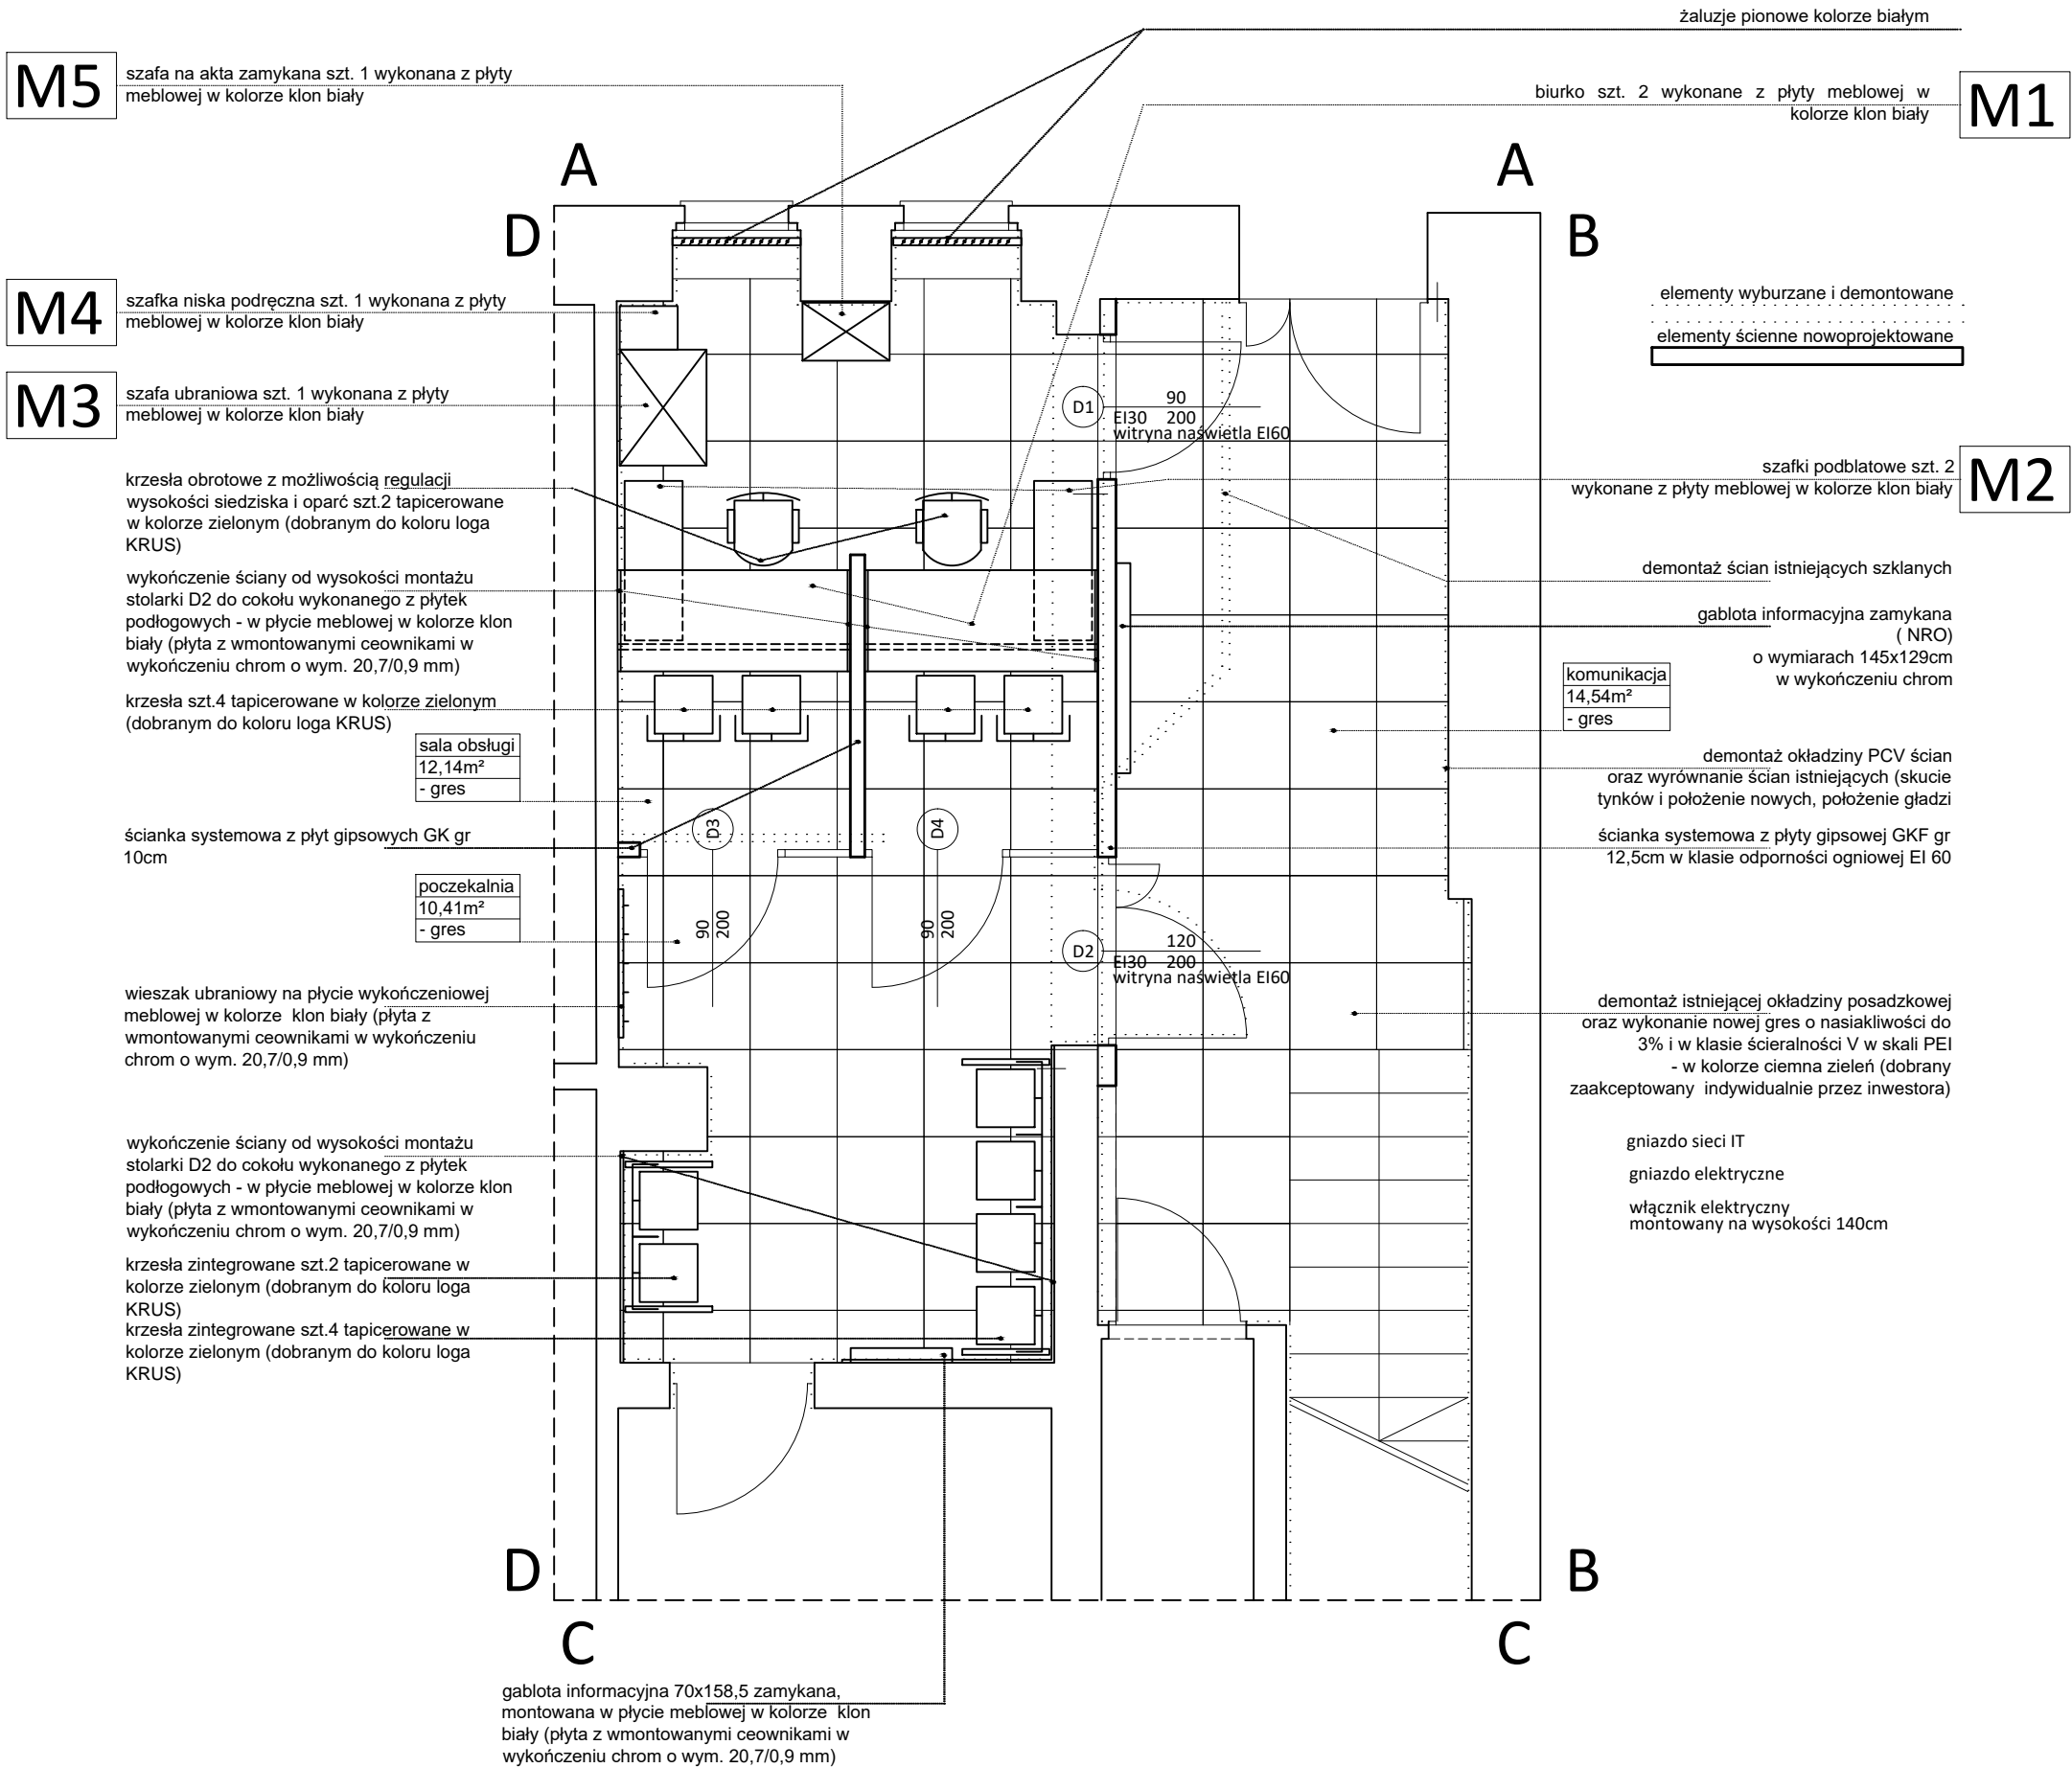 żaluzje pionowe kolorze białym
M5
szafa na akta zamykana szt. 1 wykonana z płyty
meblowej w kolorze klon biały
biurko szt. 2 wykonane z płyty meblowej w
kolorze klon biały
M1
A
A
D
B
M4
szafka niska podręczna szt. 1 wykonana z płyty
meblowej w kolorze klon biały
elementy wyburzane i demontowane
elementy ścienne nowoprojektowane
M3
szafa ubraniowa szt. 1 wykonana z płyty
meblowej w kolorze klon biały
D1
90
EI30 200
witryna naświetla EI60
krzesła obrotowe z możliwością regulacji
wysokości siedziska i oparć szt.2 tapicerowane
w kolorze zielonym (dobranym do koloru loga
KRUS)
szafki podblatowe szt. 2
wykonane z płyty meblowej w kolorze klon biały
M2
wykończenie ściany od wysokości montażu
stolarki D2 do cokołu wykonanego z płytek
podłogowych - w płycie meblowej w kolorze klon
biały (płyta z wmontowanymi ceownikami w
wykończeniu chrom o wym. 20,7/0,9 mm)
demontaż ścian istniejących szklanych
gablota informacyjna zamykana
( NRO)
o wymiarach 145x129cm
w wykończeniu chrom
komunikacja
14,54m²
- gres
krzesła szt.4 tapicerowane w kolorze zielonym
(dobranym do koloru loga KRUS)
sala obsługi
12,14m²
- gres
demontaż okładziny PCV ścian
oraz wyrównanie ścian istniejących (skucie
tynków i położenie nowych, położenie gładzi
ścianka systemowa z płyt gipsowych GK gr
10cm
D3
D4
ścianka systemowa z płyty gipsowej GKF gr
12,5cm w klasie odporności ogniowej EI 60
poczekalnia
10,41m²
- gres
90
200
90
200
D2
120
EI30 200
witryna naświetla EI60
wieszak ubraniowy na płycie wykończeniowej
meblowej w kolorze klon biały (płyta z
wmontowanymi ceownikami w wykończeniu
chrom o wym. 20,7/0,9 mm)
demontaż istniejącej okładziny posadzkowej
oraz wykonanie nowej gres o nasiakliwości do
3% i w klasie ścieralności V w skali PEI
- w kolorze ciemna zieleń (dobrany
zaakceptowany indywidualnie przez inwestora)
wykończenie ściany od wysokości montażu
stolarki D2 do cokołu wykonanego z płytek
podłogowych - w płycie meblowej w kolorze klon
biały (płyta z wmontowanymi ceownikami w
wykończeniu chrom o wym. 20,7/0,9 mm)
gniazdo sieci IT
gniazdo elektryczne
włącznik elektryczny
montowany na wysokości 140cm
krzesła zintegrowane szt.2 tapicerowane w
kolorze zielonym (dobranym do koloru loga
KRUS)
krzesła zintegrowane szt.4 tapicerowane w
kolorze zielonym (dobranym do koloru loga
KRUS)
D
B
C
C
gablota informacyjna 70x158,5 zamykana,
montowana w płycie meblowej w kolorze klon
biały (płyta z wmontowanymi ceownikami w
wykończeniu chrom o wym. 20,7/0,9 mm)